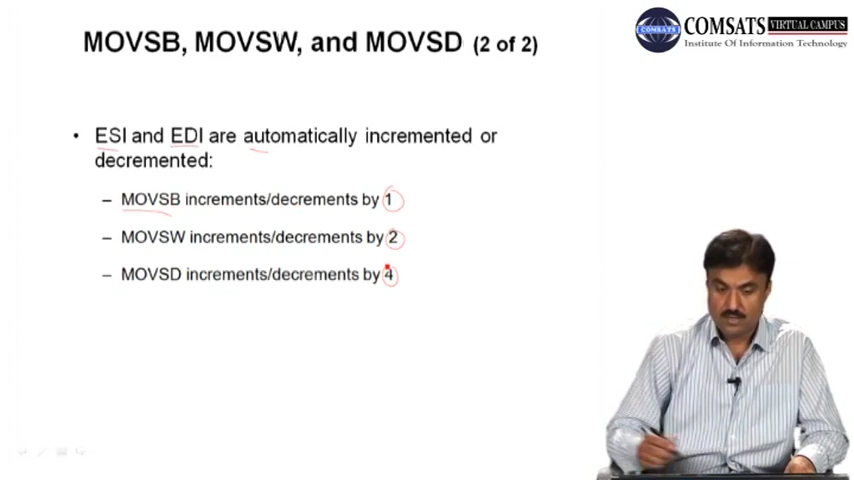 MOVSB, MOVSW, and MOVSD (2 of 2)
COMSATS VIRTUAL CAMPUS
Institute Of Information Technology
COMSATS
• ESI and EDI are automatically incremented or
decremented:
– MOVSB increments/decrements by 1
– MOVSW increments/decrements by 2
– MOVSD increments/decrements by 4